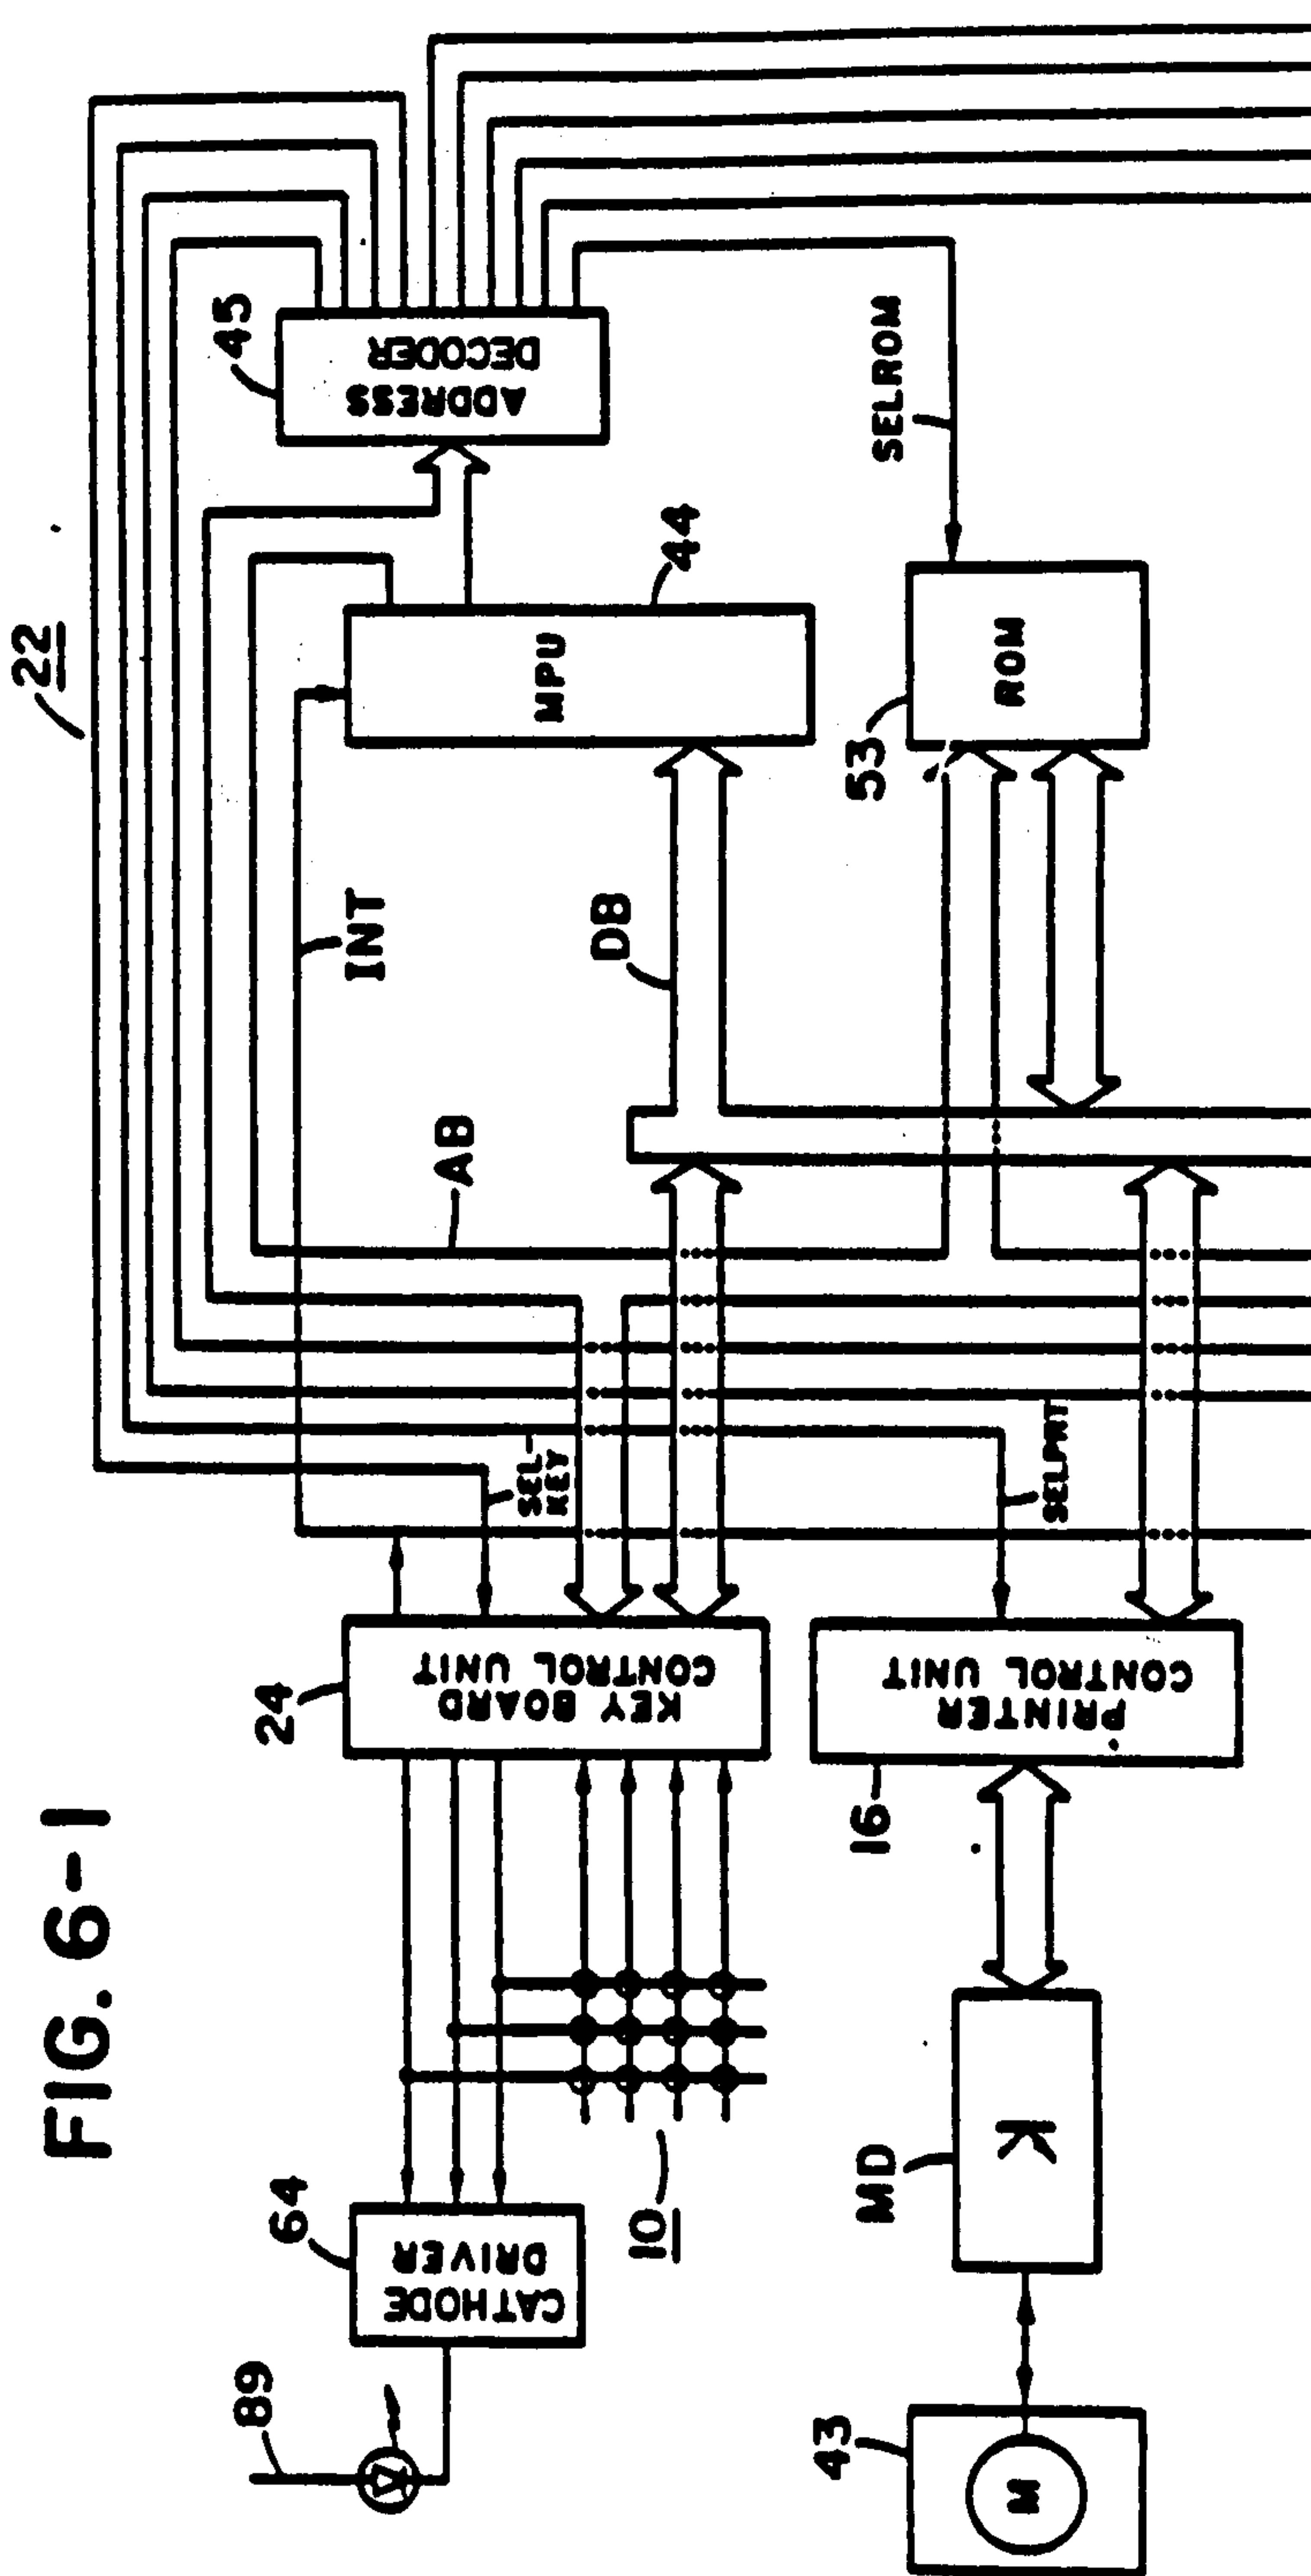 FIG. 6-1
22
89
64
CATHODE
DRIVER
10
24
KEY BOARD
CONTROL UNIT
SEL-
KEY
AB
INT
DB
MPU
44
45
ADDRESS
DECODER
43
M
MD
K
16
PRINTER
CONTROL UNIT
SELPRT
53
ROM
SELROM